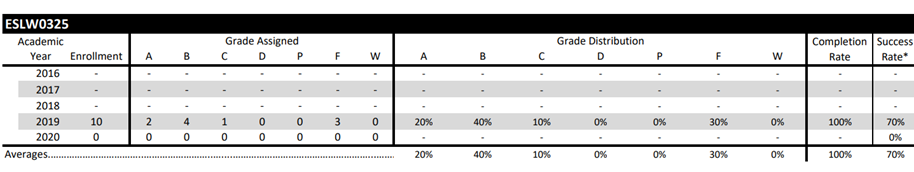 ESLW0325
Academic Grade Assigned Grade Distribution Completion Success
Year Enrollment A B C D P F W A B C D P F W Rate Rate*
2016 - - - - - - - - - - - - - - - - -
2017 - - - - - - - - - - - - - - - - -
2018 - - - - - - - - - - - - - - - - -
2019 10 2 4 1 0 0 3 0 20% 40% 10% 0% 0% 30% 0% 100% 70%
2020 0 0 0 0 0 0 0 0 - - - - - - - - 0%
Averages........................................................................ 20% 40% 10% 0% 0% 30% 0% 100% 70%